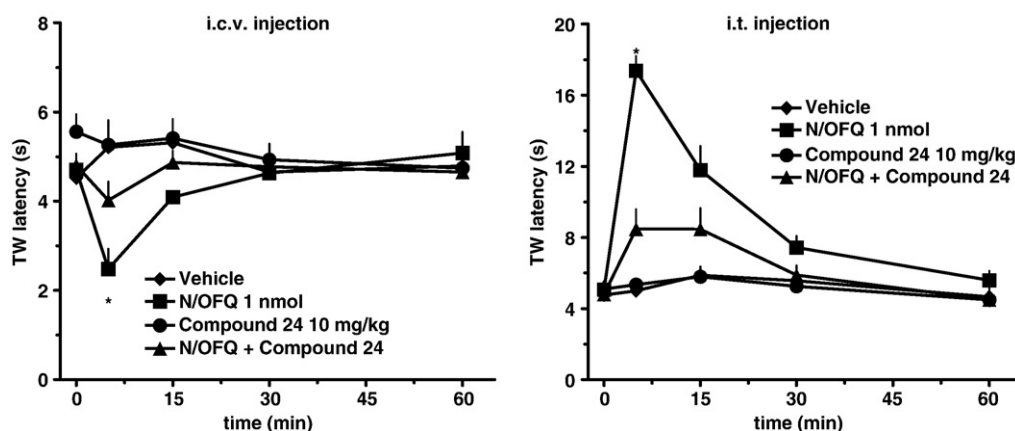 i.c.v. injection
8
6
4
2
0
TW latency (s)
Vehicle
N/OFQ 1 nmol
*
Compound 24 10 mg/kg
N/OFQ + Compound 24
0 15 30 45 60
time (min)
i.t. injection
20
16
12
8
4
0
TW latency (s)
*
Vehicle
N/OFQ 1 nmol
Compound 24 10 mg/kg
N/OFQ + Compound 24
0 15 30 45 60
time (min)